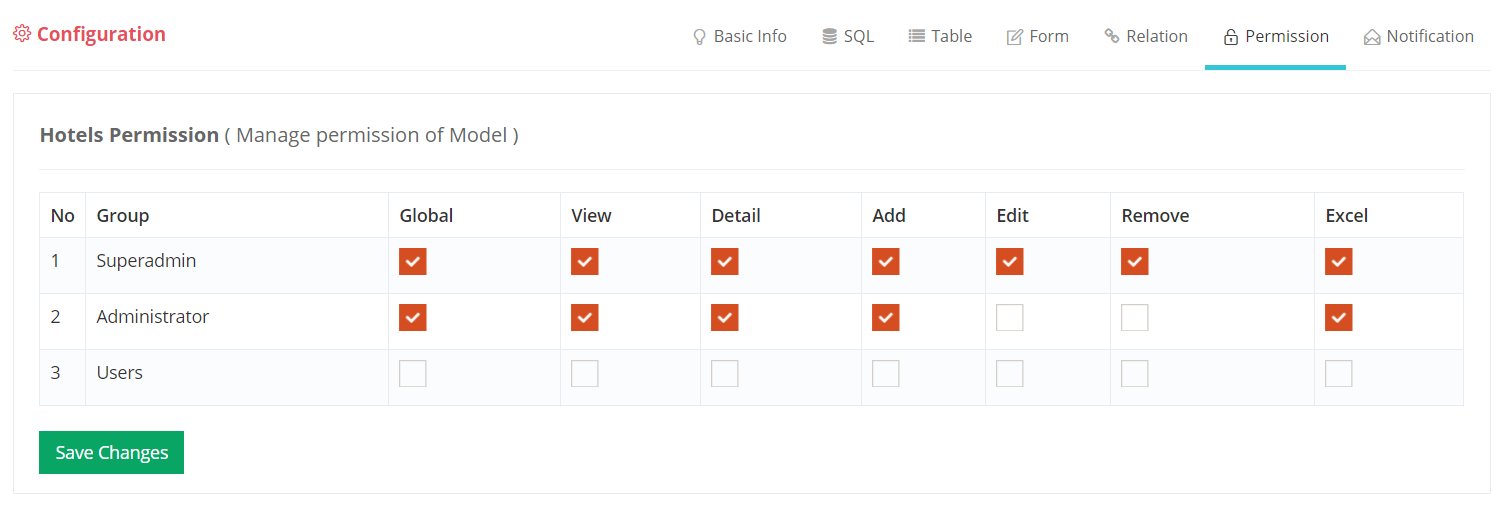 Configuration
Basic Info SQL Table Form Relation Permission Notification
Hotels Permission ( Manage permission of Model )
No Group Global View Detail Add Edit Remove Excel
1 Superadmin
2 Administrator
3 Users
Save Changes